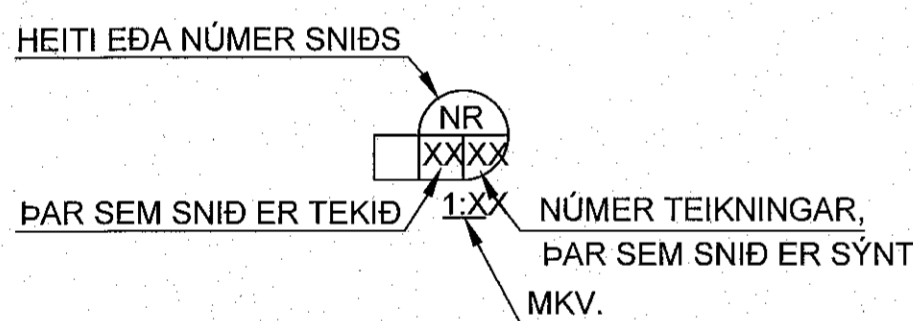 HEITI EÐA NÚMER SNIÐS
NR
XX XX
ÞAR SEM SNIÐ ER TEKIÐ
1:XX
NÚMER TEIKNINGAR,
ÞAR SEM SNIÐ ER SÝNT
MKV.